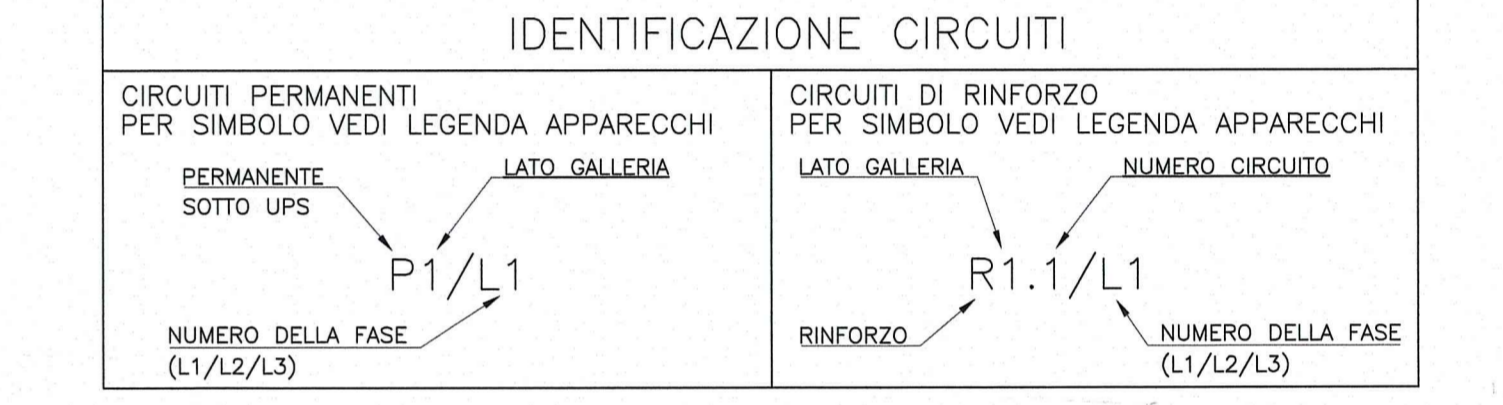 IDENTIFICAZIONE CIRCUITI
CIRCUITI PERMANENTI
PER SIMBOLO VEDI LEGENDA APPARECCHI
PERMANENTE
SOTTO UPS
LATO GALLERIA
P1/L1
NUMERO DELLA FASE
(L1/L2/L3)
CIRCUITI DI RINFORZO
PER SIMBOLO VEDI LEGENDA APPARECCHI
LATO GALLERIA
NUMERO CIRCUITO
R1.1/L1
RINFORZO
NUMERO DELLA FASE
(L1/L2/L3)